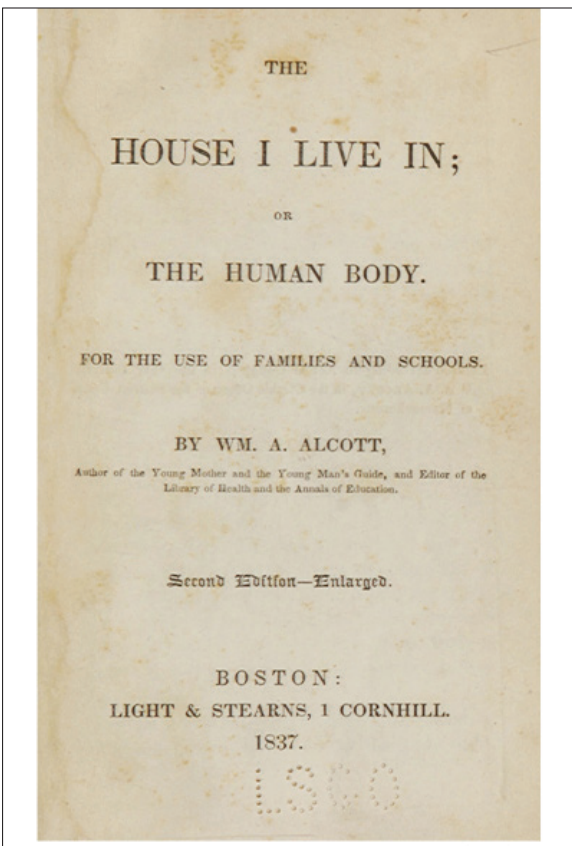 THE
HOUSE I LIVE IN;
OR
THE HUMAN BODY.
FOR THE USE OF FAMILIES AND SCHOOLS.
BY WM. A. ALCOTT,
Author of the Young Mother and the Young Man's Guide, and Editor of the
Library of Health and the Annals of Education.
Second Edition—Enlarged.
BOSTON:
LIGHT & STEARNS, 1 CORNHILL.
1837.